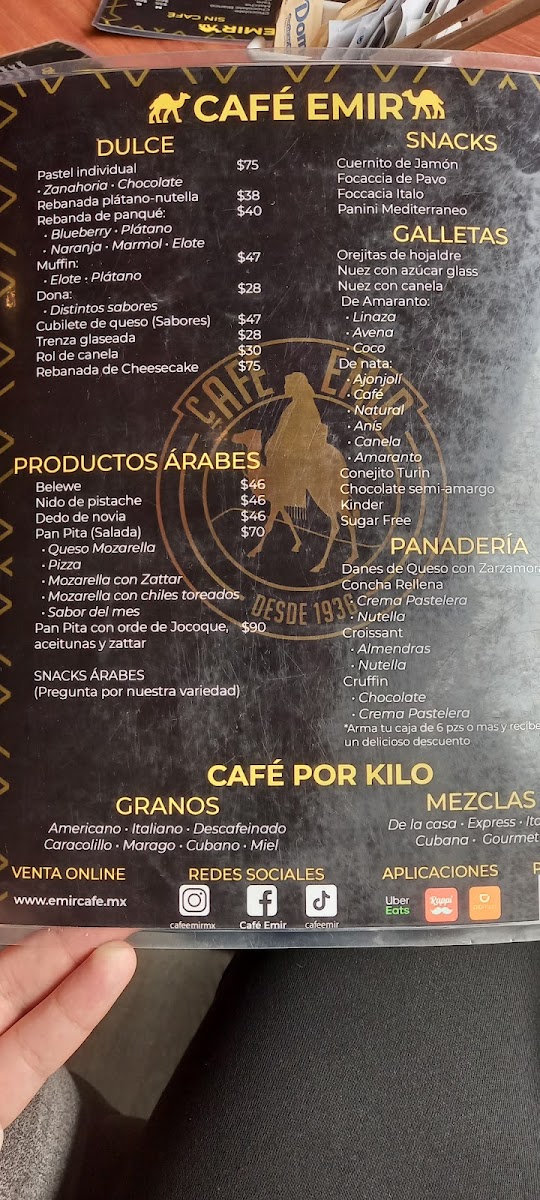 EMIR
SIN CAFÉ
CAFÉ EMIR
DULCE
Pastel individual $75
• Zanahoria • Chocolate
Rebanada plátano-nutella $38
Rebanda de panqué: $40
• Blueberry • Plátano
• Naranja • Marmol • Elote
Muffin: $47
• Elote • Plátano
Dona: $28
• Distintos sabores
Cubilete de queso (Sabores) $47
Trenza glaseada $28
Rol de canela $30
Rebanada de Cheesecake $75
PRODUCTOS ÁRABES
Belewe $46
Nido de pistache $46
Dedo de novia $46
Pan Pita (Salada) $70
• Queso Mozarella
• Pizza
• Mozarella con Zattar
• Mozarella con chiles toreados
• Sabor del mes
Pan Pita con orde de Jocoque, $90
aceitunas y zattar
SNACKS ÁRABES
(Pregunta por nuestra variedad)
SNACKS
Cuernito de Jamón
Focaccia de Pavo
Foccacia Italo
Panini Mediterraneo
GALLETAS
Orejitas de hojaldre
Nuez con azúcar glass
Nuez con canela
De Amaranto:
• Linaza
• Avena
• Coco
De nata:
• Ajonjolí
• Café
• Natural
• Anís
• Canela
• Amaranto
Conejito Turin
Chocolate semi-amargo
Kinder
Sugar Free
PANADERÍA
Danes de Queso con Zarzamora
Concha Rellena
• Crema Pastelera
• Nutella
Croissant
• Almendras
• Nutella
Cruffin
• Chocolate
• Crema Pastelera
*Arma tu caja de 6 pzs o mas y recibe
un delicioso descuento
CAFÉ EMIR
DESDE 1936
CAFÉ POR KILO
GRANOS
Americano • Italiano • Descafeinado
Caracolillo • Marago • Cubano • Miel
MEZCLAS
De la casa • Express •
Cubana • Gourmet
VENTA ONLINE
www.emircafe.mx
REDES SOCIALES
cafeemirmx
Café Emir
cafeemir
APLICACIONES
Uber
Eats
Rappi